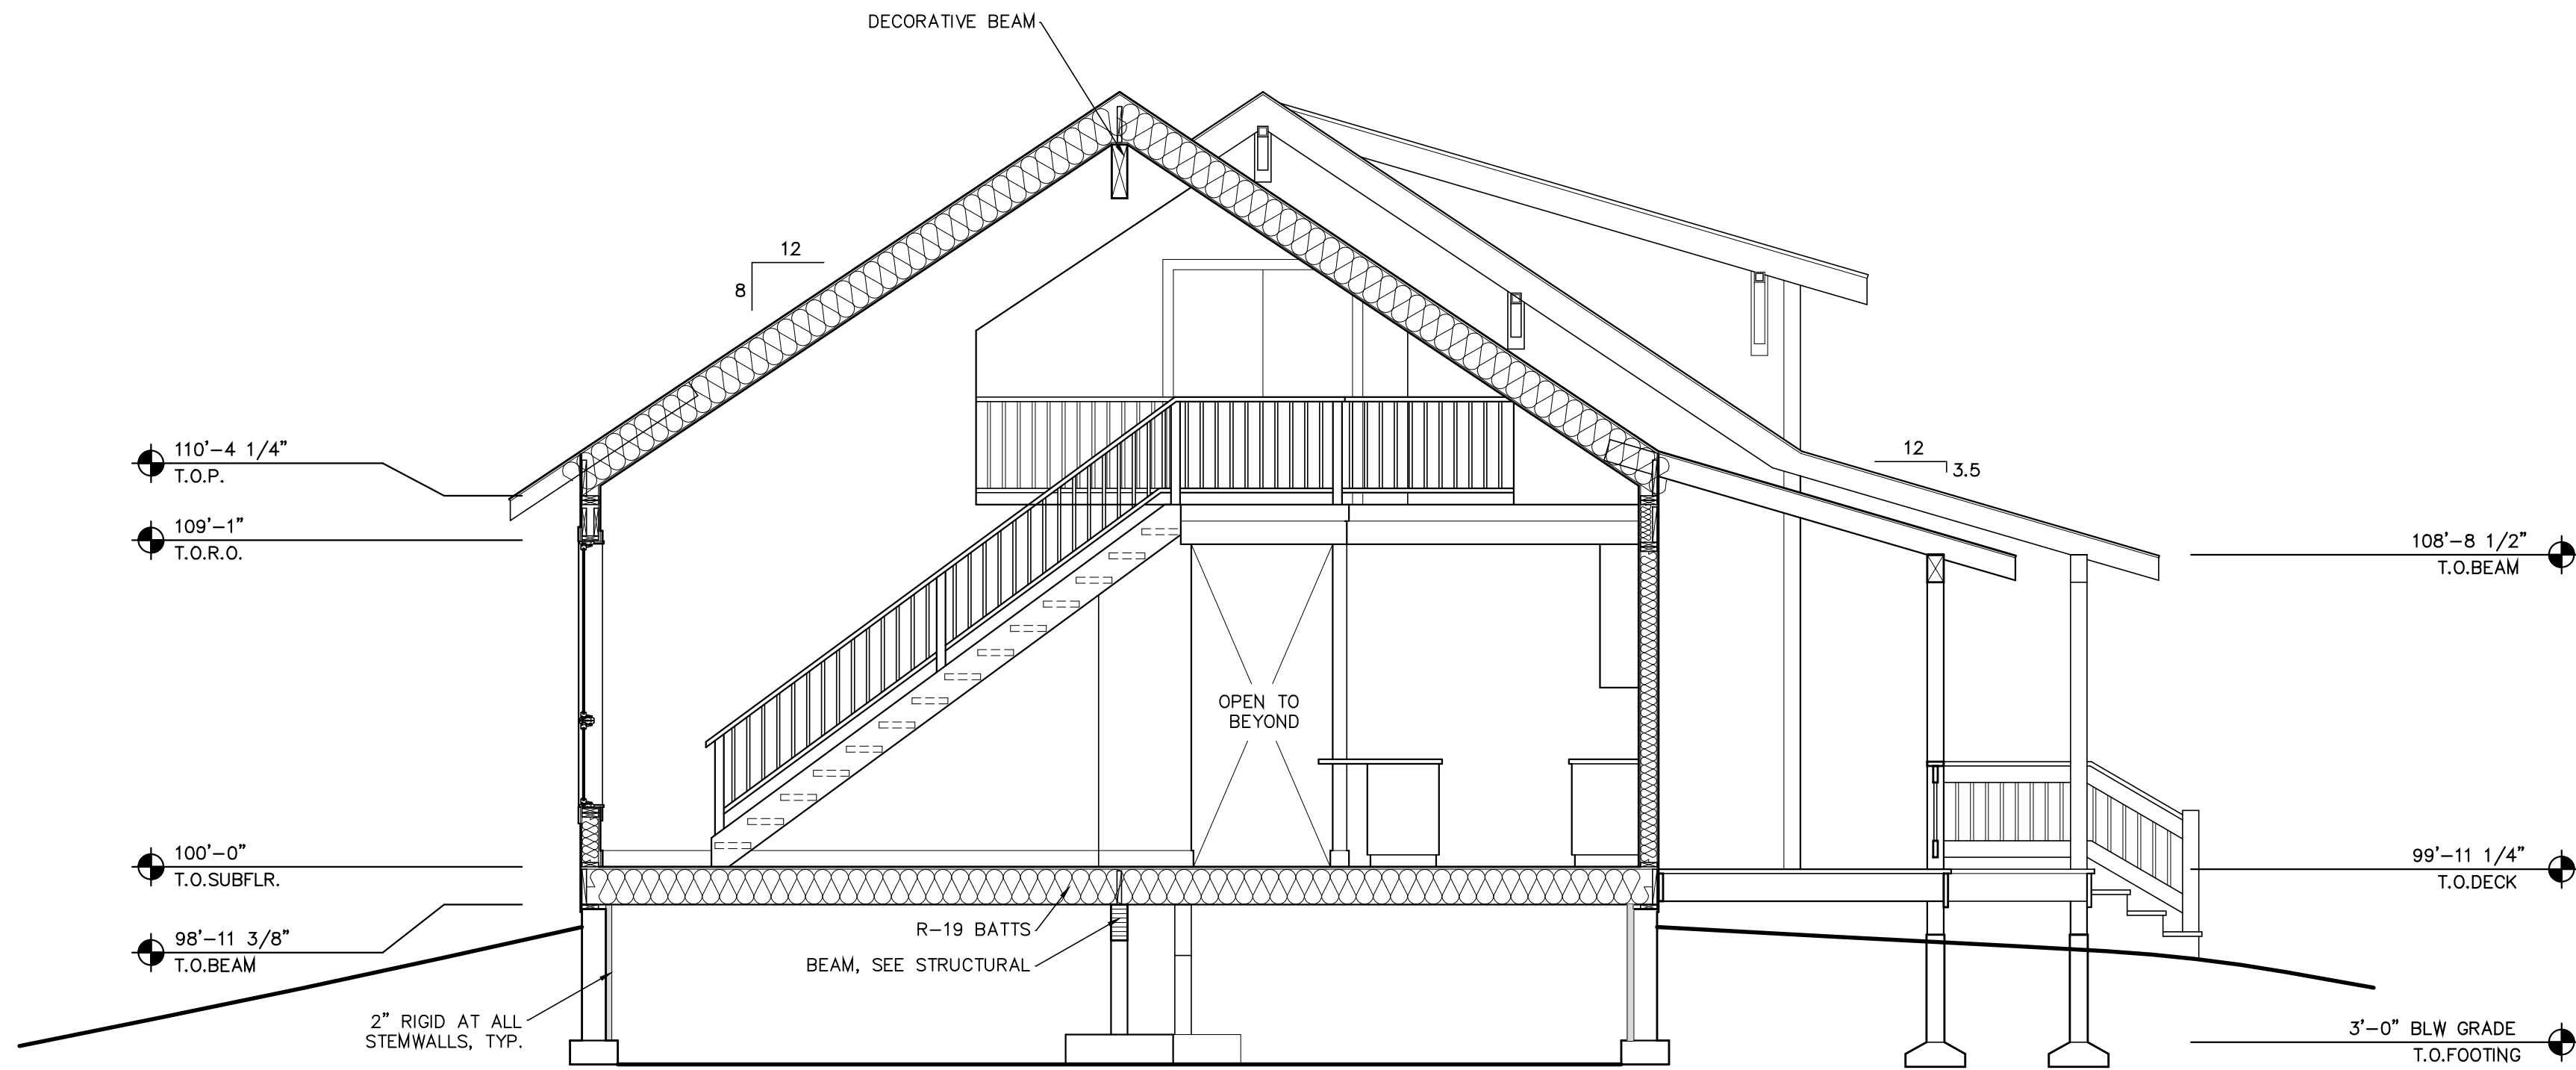 DECORATIVE BEAM
12
8
110'-4 1/4"
T.O.P.
109'-1"
T.O.R.O.
12
3.5
108'-8 1/2"
T.O.BEAM
OPEN TO
BEYOND
100'-0"
T.O.SUBFLR.
99'-11 1/4"
T.O.DECK
R-19 BATTS
98'-11 3/8"
T.O.BEAM
BEAM, SEE STRUCTURAL
2" RIGID AT ALL
STEMWALLS, TYP.
3'-0" BLW GRADE
T.O.FOOTING